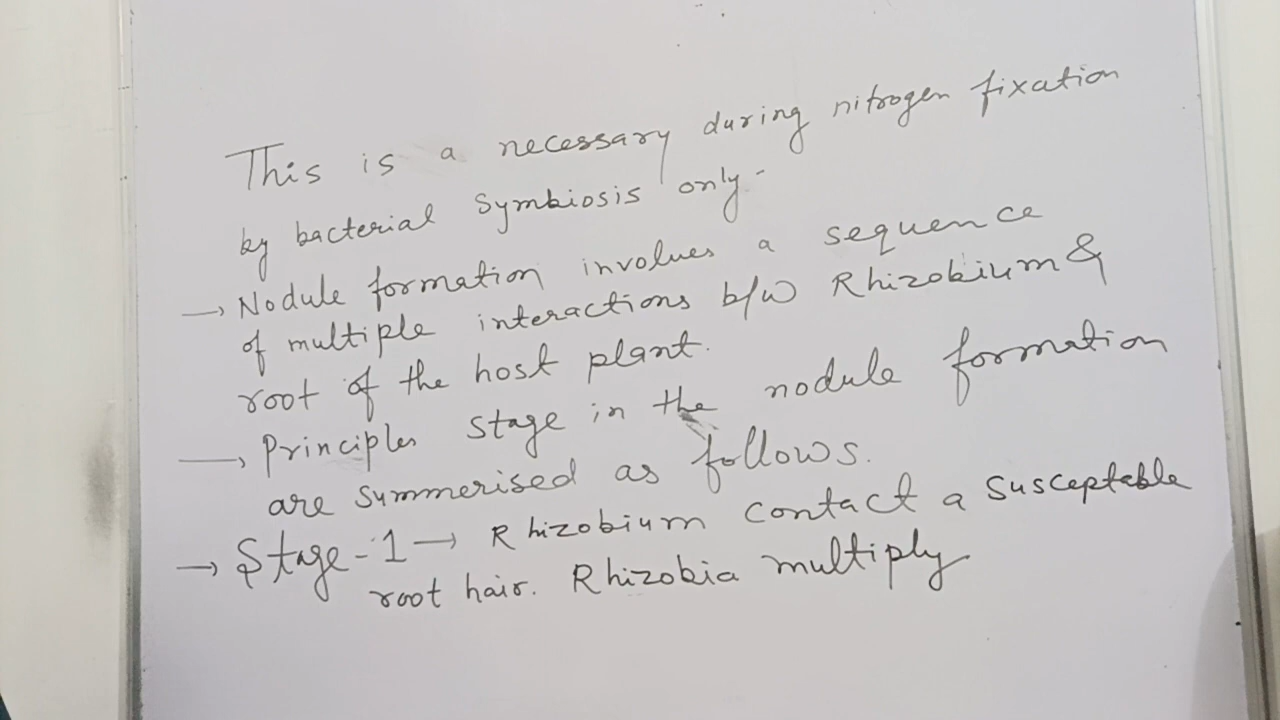 This is a necessary during nitrogen fixation
by bacterial Symbiosis only.
→ Nodule formation involves a sequence
of multiple interactions b/w Rhizobium &
root of the host plant.
→ Principles stage in the nodule formation
are summerised as follows.
→ Stage-1 → Rhizobium contact a susceptable
root hair. Rhizobia multiply